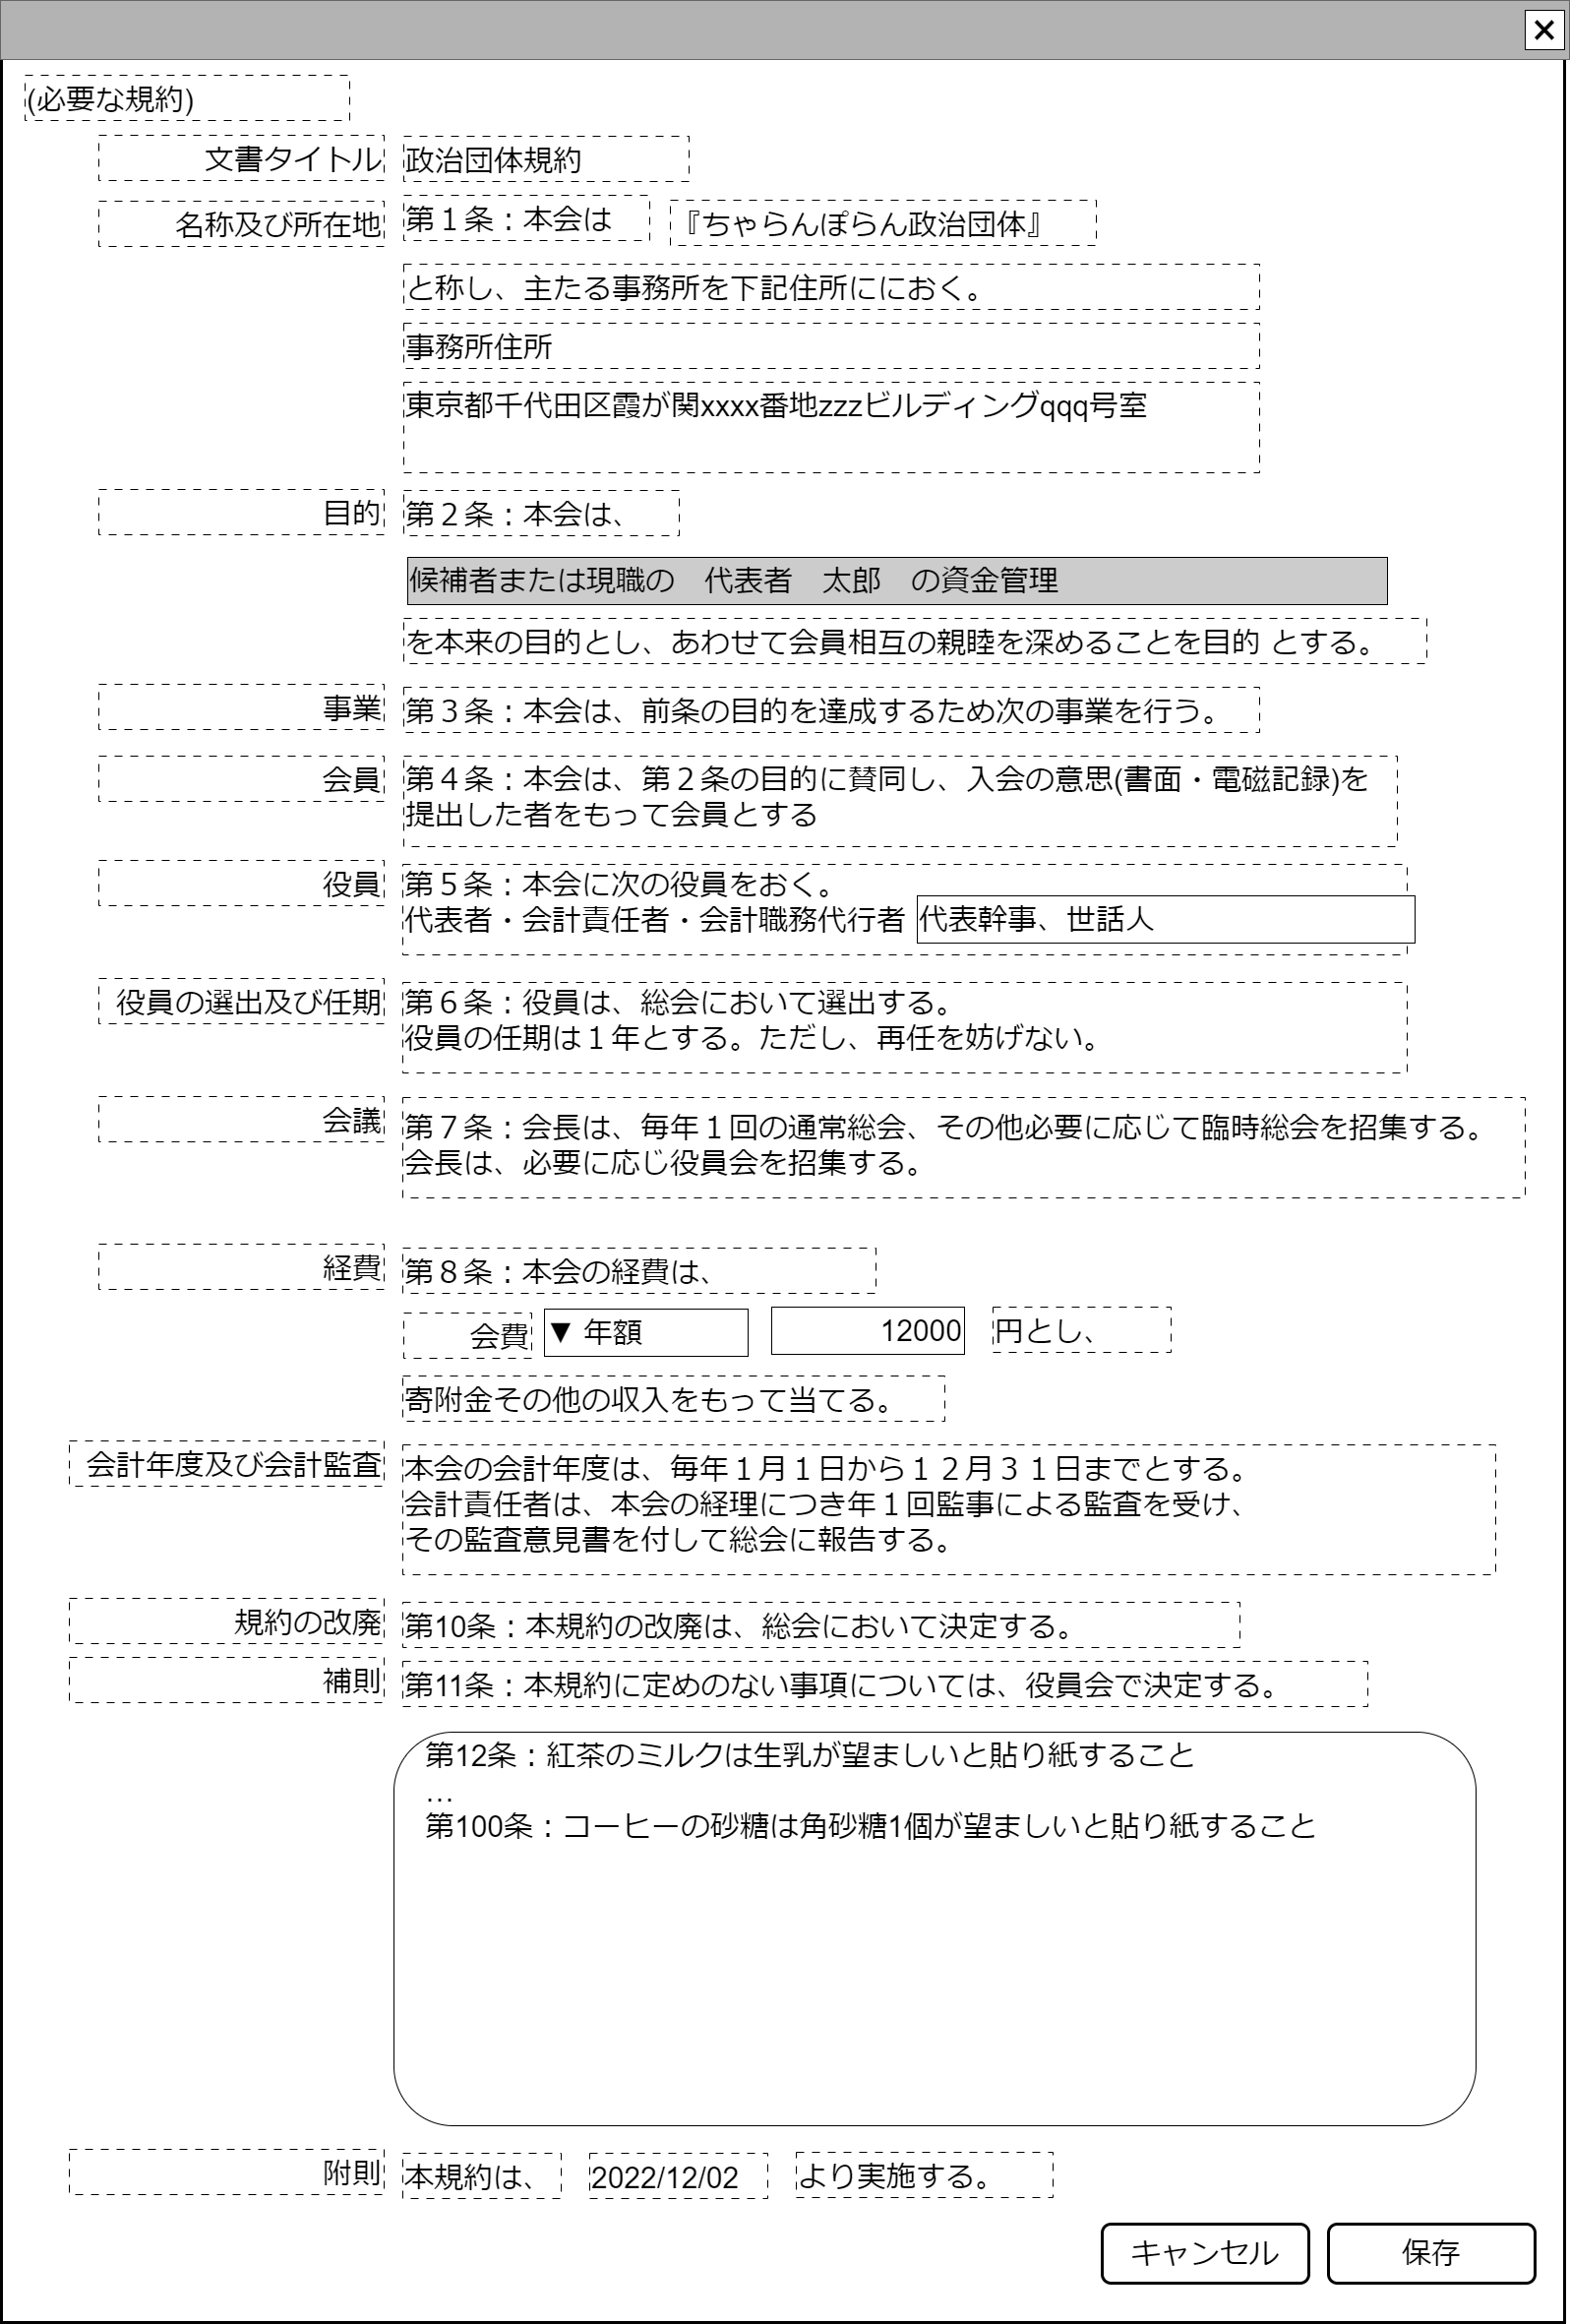 ×
(必要な規約)
文書タイトル 政治団体規約
名称及び所在地 第１条：本会は 『ちゃらんぽらん政治団体』
と称し、主たる事務所を下記住所ににおく。
事務所住所
東京都千代田区霞が関xxxx番地zzzビルディングqqq号室
目的 第２条：本会は、
候補者または現職の　代表者　太郎　の資金管理
を本来の目的とし、あわせて会員相互の親睦を深めることを目的 とする。
事業 第３条：本会は、前条の目的を達成するため次の事業を行う。
会員 第４条：本会は、第２条の目的に賛同し、入会の意思(書面・電磁記録)を
提出した者をもって会員とする
役員 第５条：本会に次の役員をおく。
代表者・会計責任者・会計職務代行者 代表幹事、世話人
役員の選出及び任期 第６条：役員は、総会において選出する。
役員の任期は１年とする。ただし、再任を妨げない。
会議 第７条：会長は、毎年１回の通常総会、その他必要に応じて臨時総会を招集する。
会長は、必要に応じ役員会を招集する。
経費 第８条：本会の経費は、
会費 ▼ 年額 12000 円とし、
寄附金その他の収入をもって当てる。
会計年度及び会計監査 本会の会計年度は、毎年１月１日から１２月３１日までとする。
会計責任者は、本会の経理につき年１回監事による監査を受け、
その監査意見書を付して総会に報告する。
規約の改廃 第10条：本規約の改廃は、総会において決定する。
補則 第11条：本規約に定めのない事項については、役員会で決定する。
第12条：紅茶のミルクは生乳が望ましいと貼り紙すること
…
第100条：コーヒーの砂糖は角砂糖1個が望ましいと貼り紙すること
附則 本規約は、 2022/12/02 より実施する。
キャンセル 保存